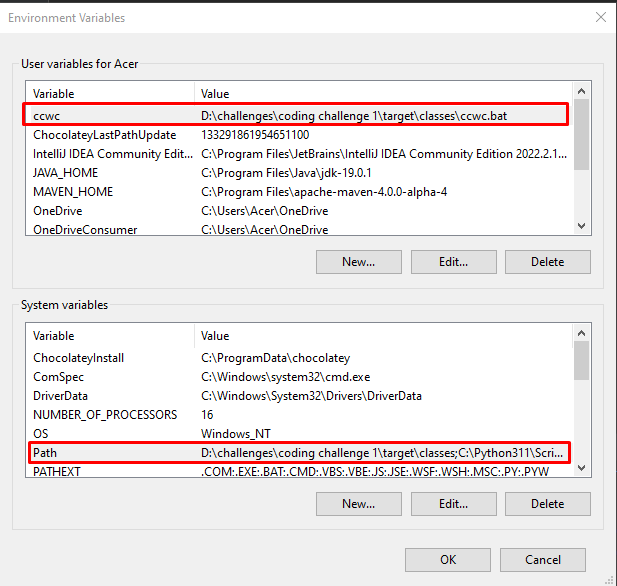 Environment Variables
User variables for Acer
Variable Value
ccwc D:\challenges\coding challenge 1\target\classes\ccwc.bat
ChocolateyLastPathUpdate 133291861954651100
IntelliJ IDEA Community Edit... C:\Program Files\JetBrains\IntelliJ IDEA Community Edition 2022.2.1...
JAVA_HOME C:\Program Files\Java\jdk-19.0.1
MAVEN_HOME C:\Program Files\apache-maven-4.0.0-alpha-4
OneDrive C:\Users\Acer\OneDrive
OneDriveConsumer C:\Users\Acer\OneDrive
New... Edit... Delete
System variables
Variable Value
ChocolateyInstall C:\ProgramData\chocolatey
ComSpec C:\Windows\system32\cmd.exe
DriverData C:\Windows\System32\Drivers\DriverData
NUMBER_OF_PROCESSORS 16
OS Windows_NT
Path D:\challenges\coding challenge 1\target\classes;C:\Python311\Scri...
PATHEXT .COM;.EXE;.BAT;.CMD;.VBS;.VBE;.JS;.JSE;.WSF;.WSH;.MSC;.PY;.PYW
New... Edit... Delete
OK Cancel